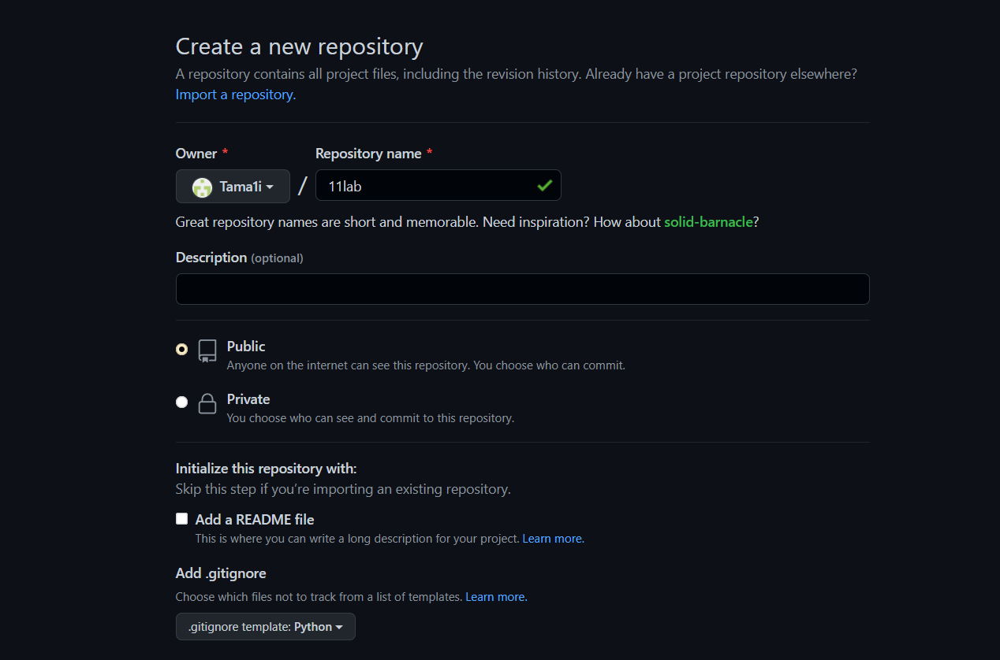 Create a new repository
A repository contains all project files, including the revision history. Already have a project repository elsewhere?
Import a repository.
Owner * Repository name *
Tama1i / 11lab
Great repository names are short and memorable. Need inspiration? How about solid-barnacle?
Description (optional)
Public
Anyone on the internet can see this repository. You choose who can commit.
Private
You choose who can see and commit to this repository.
Initialize this repository with:
Skip this step if you’re importing an existing repository.
Add a README file
This is where you can write a long description for your project. Learn more.
Add .gitignore
Choose which files not to track from a list of templates. Learn more.
.gitignore template: Python